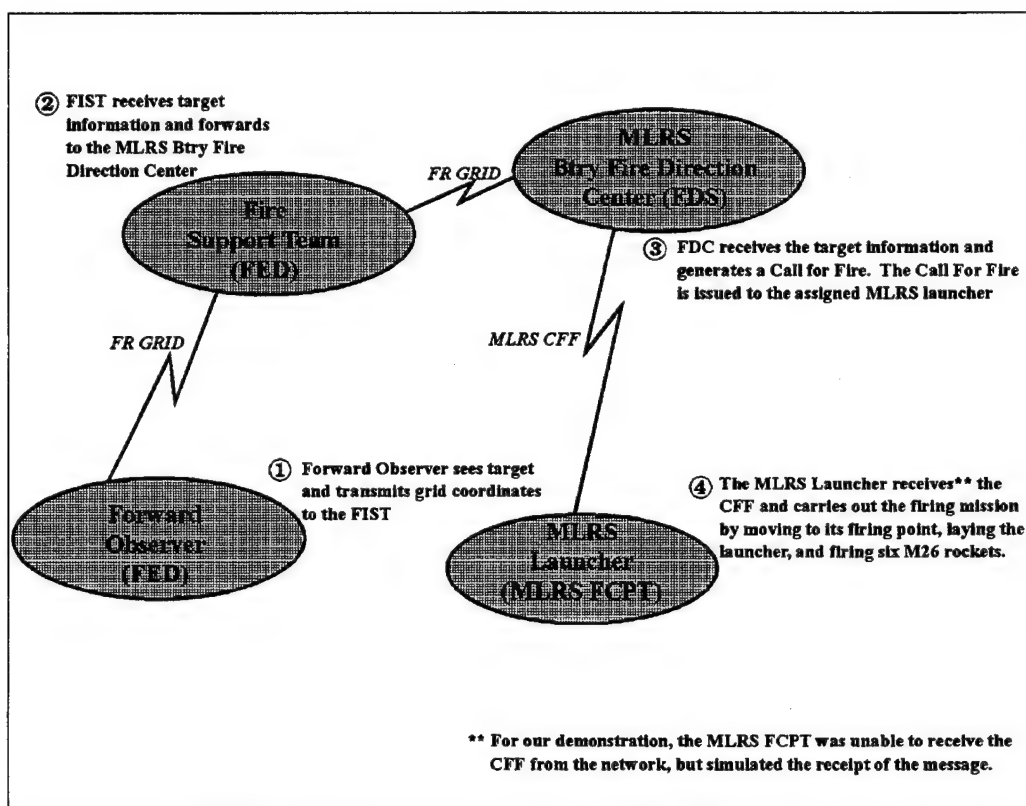 ② FIST receives target
information and forwards
to the MLRS Btry Fire
Direction Center
Fire
Support Team
(FED)
FR GRID
MLRS
Btry Fire Direction
Center (FDS)
③ FDC receives the target information and
generates a Call for Fire. The Call For Fire
is issued to the assigned MLRS launcher
FR GRID
MLRS CFF
① Forward Observer sees target
and transmits grid coordinates
to the FIST
Forward
Observer
(FED)
MLRS
Launcher
(MLRS FCPT)
④ The MLRS Launcher receives** the
CFF and carries out the firing mission
by moving to its firing point, laying the
launcher, and firing six M26 rockets.
** For our demonstration, the MLRS FCPT was unable to receive the
CFF from the network, but simulated the receipt of the message.